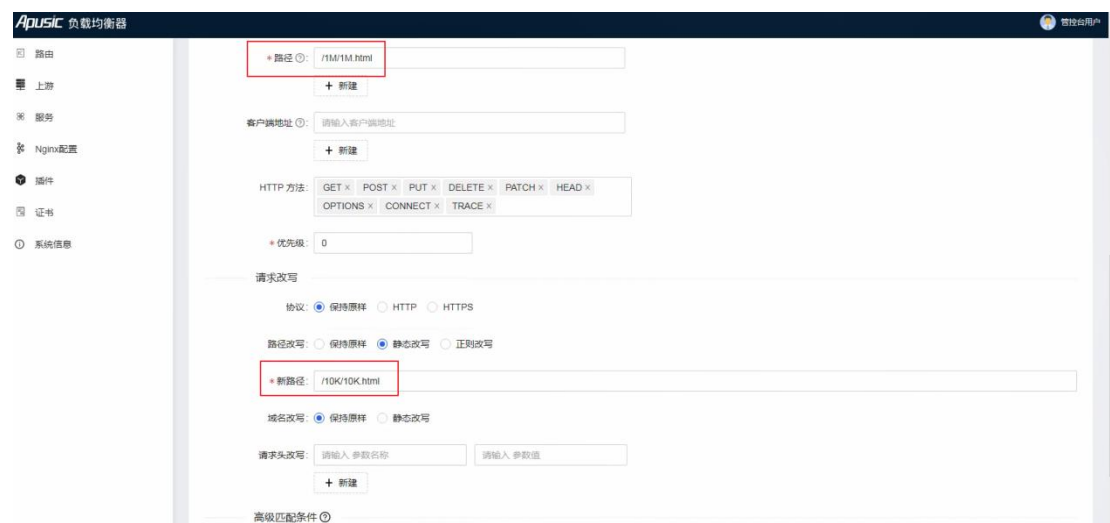 Apusic 负载均衡器
管控台用户
路由
上游
服务
Nginx配置
插件
证书
系统信息
* 路径 : /1M/1M.html
+ 新建
客户端地址 : 请输入客户端地址
+ 新建
HTTP 方法: GET × POST × PUT × DELETE × PATCH × HEAD ×
OPTIONS × CONNECT × TRACE ×
* 优先级: 0
请求改写
协议: 保持原样 HTTP HTTPS
路径改写: 保持原样 静态改写 正则改写
* 新路径: /10K/10K.html
域名改写: 保持原样 静态改写
请求头改写: 请输入 参数名称 请输入 参数值
+ 新建
高级匹配条件